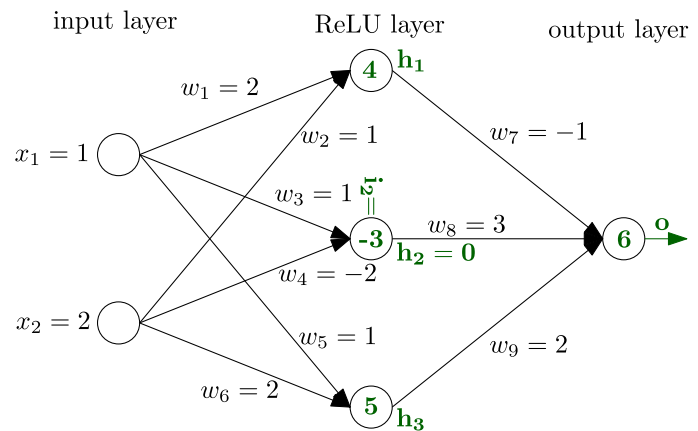 input layer
ReLU layer
output layer
4
h₁
w₁ = 2
w₂ = 1
w₇ = −1
x₁ = 1
w₃ = 1
i₂=
-3
h₂ = 0
w₈ = 3
6
o
w₄ = −2
x₂ = 2
w₅ = 1
w₉ = 2
w₆ = 2
5
h₃